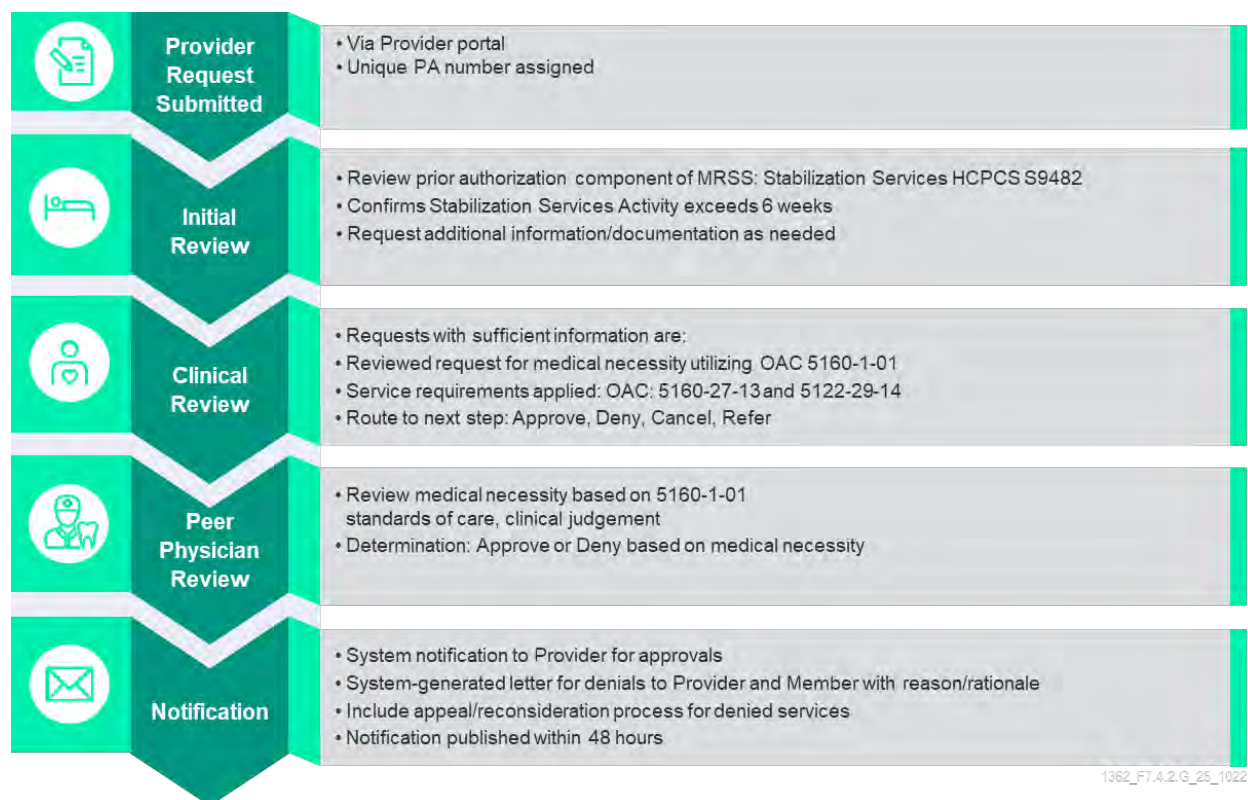 Provider
Request
Submitted
• Via Provider portal
• Unique PA number assigned
Initial
Review
• Review prior authorization component of MRSS: Stabilization Services HCPCS S9482
• Confirms Stabilization Services Activity exceeds 6 weeks
• Request additional information/documentation as needed
Clinical
Review
• Requests with sufficient information are:
• Reviewed request for medical necessity utilizing OAC 5160-1-01
• Service requirements applied: OAC: 5160-27-13 and 5122-29-14
• Route to next step: Approve, Deny, Cancel, Refer
Peer
Physician
Review
• Review medical necessity based on 5160-1-01
standards of care, clinical judgement
• Determination: Approve or Deny based on medical necessity
Notification
• System notification to Provider for approvals
• System-generated letter for denials to Provider and Member with reason/rationale
• Include appeal/reconsideration process for denied services
• Notification published within 48 hours
1362_F7.4.2.G_25_1022